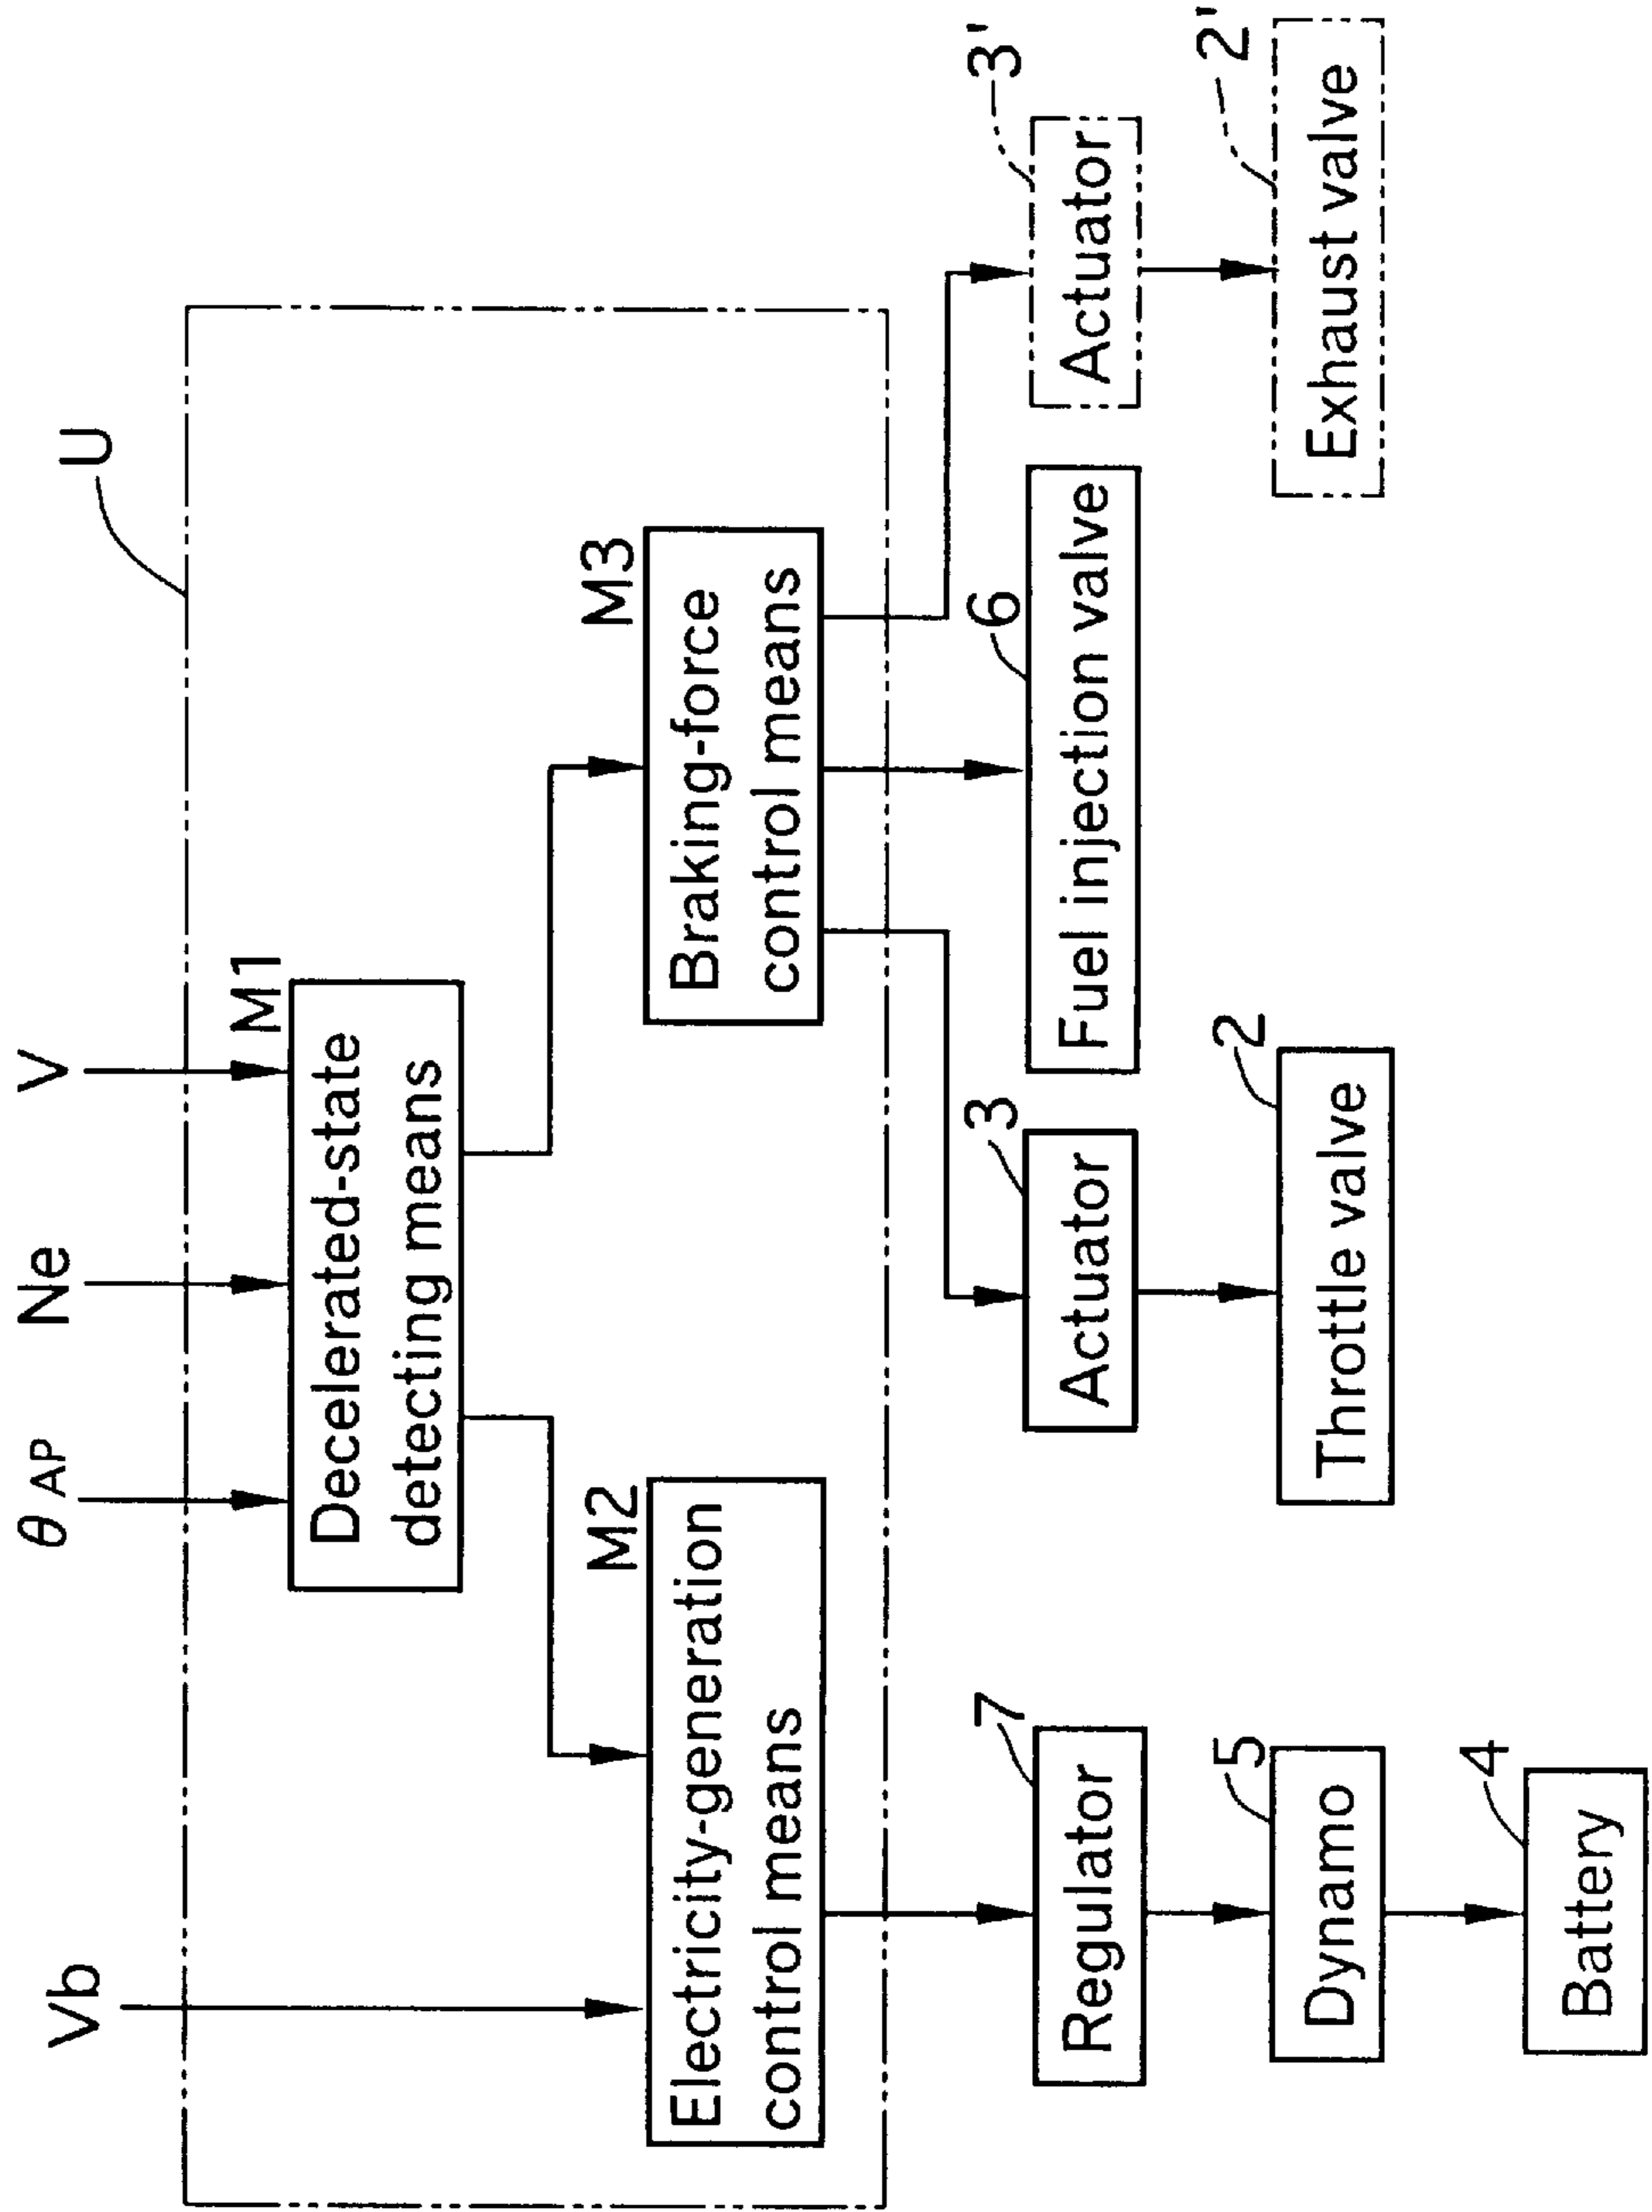 Vb
θAP
Ne
V
U
M1
Decelerated-state
detecting means
M2
Electricity-generation
control means
M3
Braking-force
control means
7
Regulator
3
Actuator
6
Fuel injection valve
3'
Actuator
5
Dynamo
2
Throttle valve
2'
Exhaust valve
4
Battery